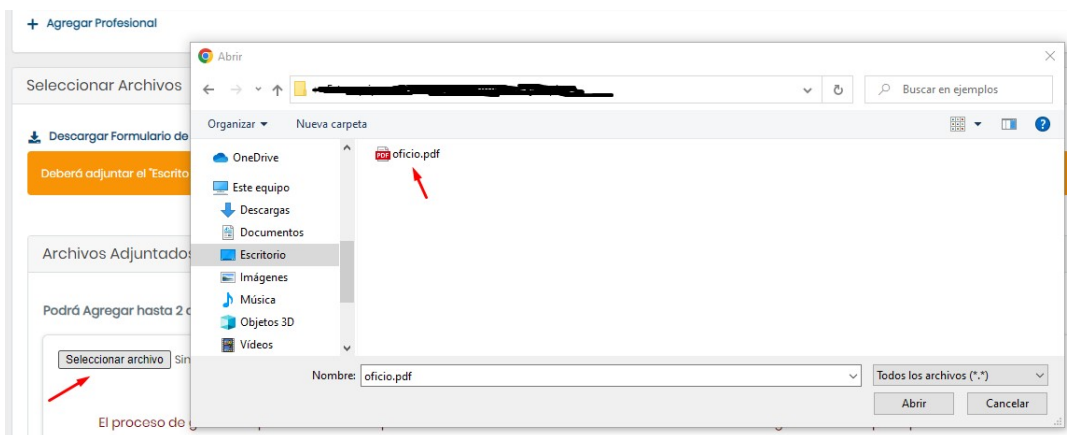 + Agregar Profesional
Abrir
Seleccionar Archivos
Buscar en ejemplos
Organizar
Nueva carpeta
Descargar Formulario de
OneDrive
PDF oficio.pdf
Deberá adjuntar el "Escrito
Este equipo
Descargas
Documentos
Archivos Adjuntados
Escritorio
Imágenes
Podrá Agregar hasta 2
Música
Objetos 3D
Vídeos
Seleccionar archivo Sin
Nombre: oficio.pdf
Todos los archivos (*.*)
Abrir
Cancelar
El proceso de